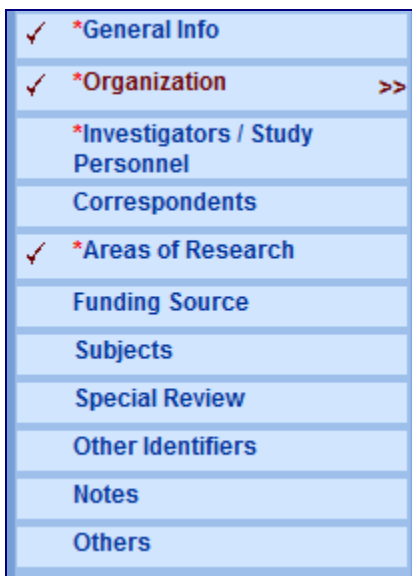 *General Info
*Organization >>
*Investigators / Study
Personnel
Correspondents
*Areas of Research
Funding Source
Subjects
Special Review
Other Identifiers
Notes
Others